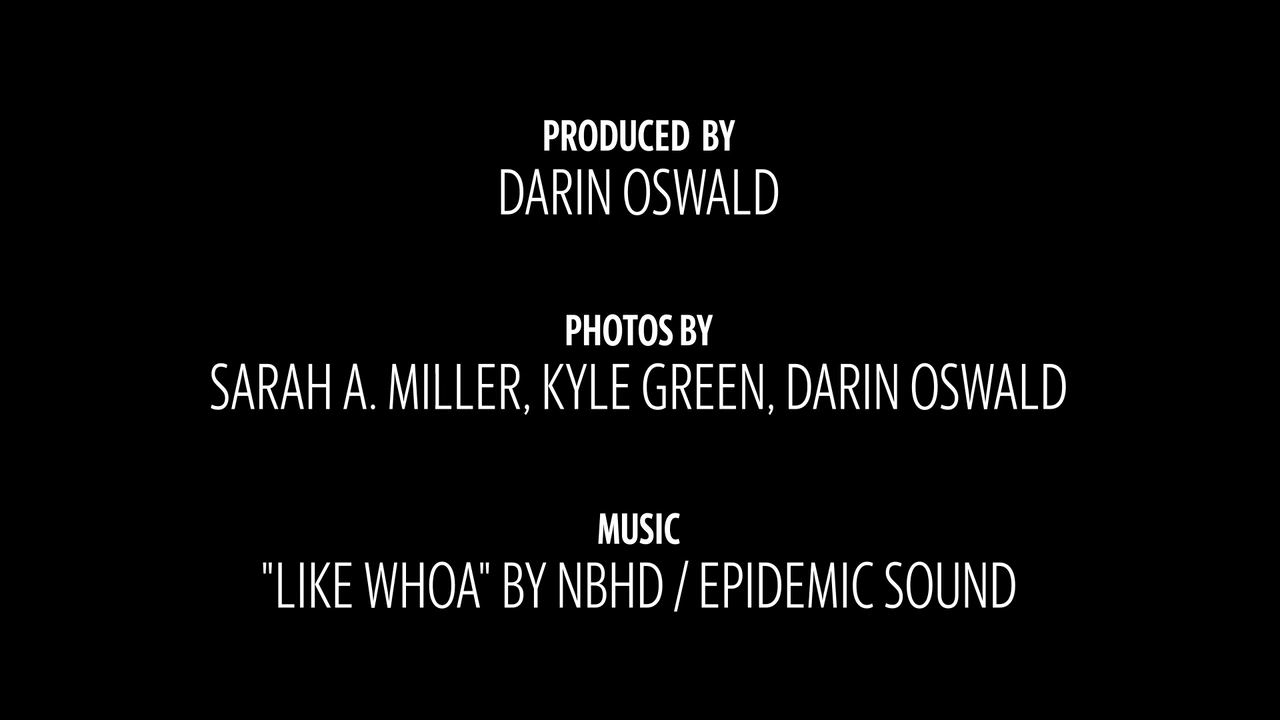 PRODUCED BY
DARIN OSWALD
PHOTOS BY
SARAH A. MILLER, KYLE GREEN, DARIN OSWALD
MUSIC
"LIKE WHOA" BY NBHD / EPIDEMIC SOUND